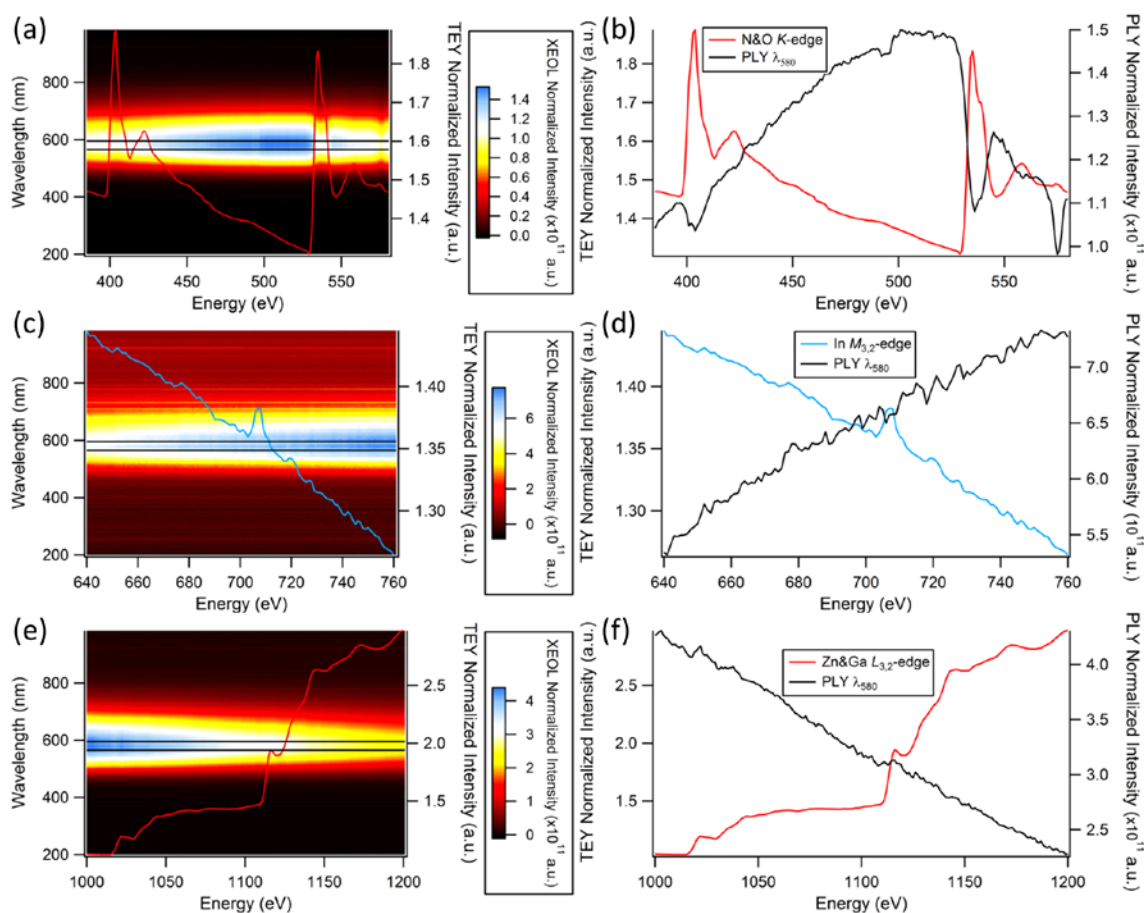 (a)
Wavelength (nm)
800
600
400
200
400
450
500
550
Energy (eV)
1.8
1.7
1.6
1.5
1.4
TEY Normalized Intensity (a.u.)
XEOL Normalized Intensity (x10¹¹ a.u.)
1.4
1.2
1.0
0.8
0.6
0.4
0.2
0.0
(b)
TEY Normalized Intensity (a.u.)
1.8
1.7
1.6
1.5
1.4
N&O K-edge
PLY λ₅₈₀
400
450
500
550
Energy (eV)
1.5
1.4
1.3
1.2
1.1
1.0
PLY Normalized Intensity (x10¹¹ a.u.)
(c)
Wavelength (nm)
800
600
400
200
640
660
680
700
720
740
760
Energy (eV)
1.40
1.35
1.30
TEY Normalized Intensity (a.u.)
XEOL Normalized Intensity (x10¹¹ a.u.)
6
4
2
0
(d)
TEY Normalized Intensity (a.u.)
1.40
1.35
1.30
In M₃,₂-edge
PLY λ₅₈₀
640
660
680
700
720
740
760
Energy (eV)
7.0
6.5
6.0
5.5
PLY Normalized Intensity (10¹¹ a.u.)
(e)
Wavelength (nm)
800
600
400
200
1000
1050
1100
1150
1200
Energy (eV)
2.5
2.0
1.5
TEY Normalized Intensity (a.u.)
XEOL Normalized Intensity (x10¹¹ a.u.)
4
3
2
1
0
(f)
TEY Normalized Intensity (a.u.)
2.5
2.0
1.5
Zn&Ga L₃,₂-edge
PLY λ₅₈₀
1000
1050
1100
1150
1200
Energy (eV)
4.0
3.5
3.0
2.5
PLY Normalized Intensity (x10¹¹ a.u.)